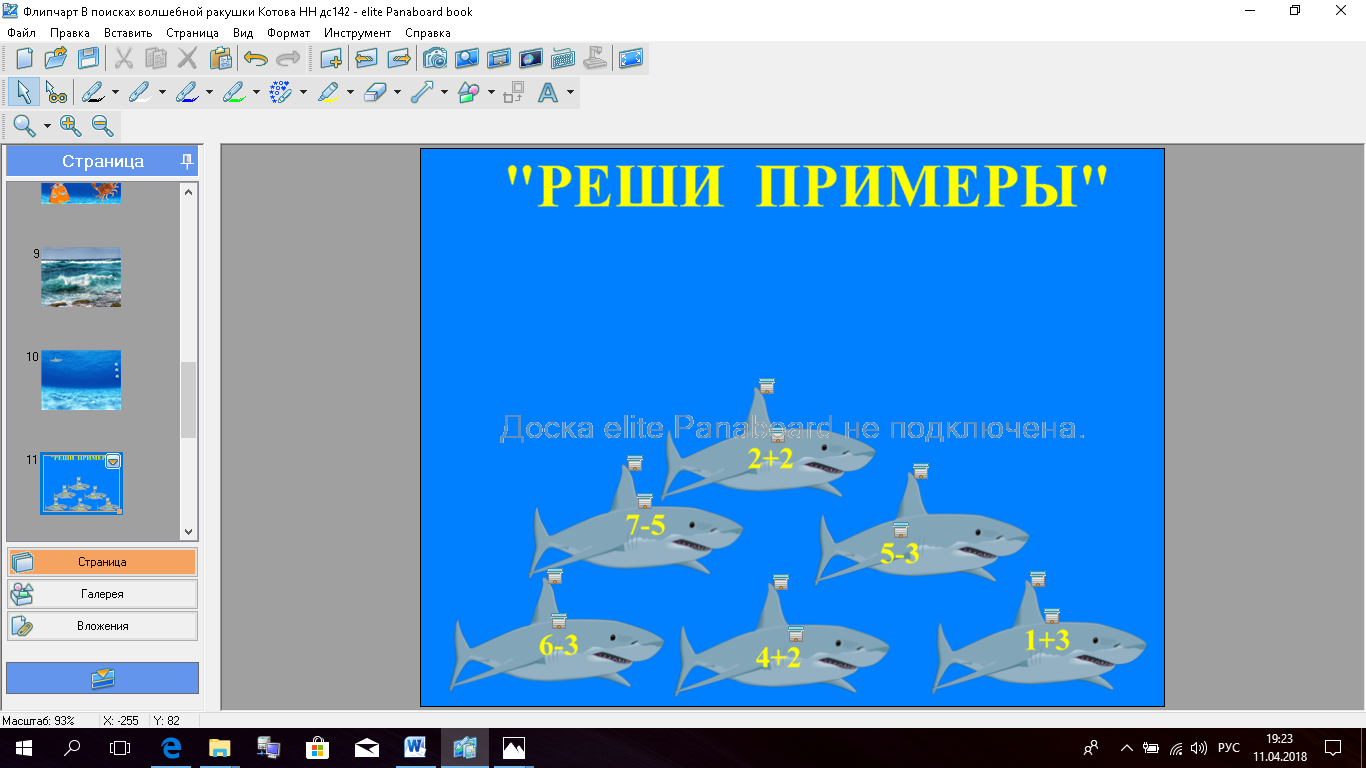 Флипчарт В поисках волшебной ракушки Котова НН дс142 - elite Panaboard book
Файл Правка Вставить Страница Вид Формат Инструмент Справка
Страница
9
10
11
"РЕШИ ПРИМЕРЫ"
"РЕШИ ПРИМЕРЫ"
Доска elite Panaboard не подключена.
2+2
7-5
5-3
6-3
4+2
1+3
Страница
Галерея
Вложения
Масштаб: 93% X: -255 Y: 82
РУС
19:23
11.04.2018